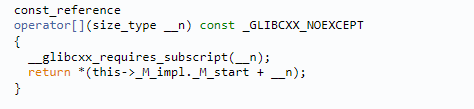 const_reference
operator[](size_type __n) const _GLIBCXX_NOEXCEPT
{
  __glibcxx_requires_subscript(__n);
  return *(this->_M_impl._M_start + __n);
}